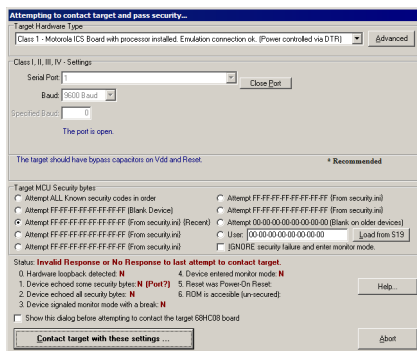 Attempting to contact target and pass security...
Target Hardware Type
Class 1 - Motorola ICS Board with processor installed. Emulation connection ok. (Power controlled via DTR)
Advanced
Class I, II, III, IV - Settings
Serial Port: 1
Close Port
Baud: 9600 Baud
Specified Baud: 0
The port is open.
The target should have bypass capacitors on Vdd and Reset.
* Recommended
Target MCU Security bytes
Attempt ALL Known security codes in order
Attempt FF-FF-FF-FF-FF-FF-FF-FF (From security.ini)
Attempt FF-FF-FF-FF-FF-FF-FF-FF (Blank Device)
Attempt FF-FF-FF-FF-FF-FF-FF-FF (From security.ini)
Attempt FF-FF-FF-FF-FF-FF-FF-FF (From security.ini) (Recent)
Attempt 00-00-00-00-00-00-00-00 (Blank on older devices)
Attempt FF-FF-FF-FF-FF-FF-FF-FF (From security.ini)
User: 00-00-00-00-00-00-00-00
Load from S19
Attempt FF-FF-FF-FF-FF-FF-FF-FF (From security.ini)
IGNORE security failure and enter monitor mode.
Status: Invalid Response or No Response to last attempt to contact target.
0. Hardware loopback detected: N
4. Device entered monitor mode: N
1. Device echoed some security bytes: N (Port?)
5. Reset was Power-On Reset:
Help...
2. Device echoed all security bytes: N
6. ROM is accesible (un-secured):
3. Device signaled monitor mode with a break: N
Show this dialog before attempting to contact the target 68HC08 board
Contact target with these settings ...
Abort